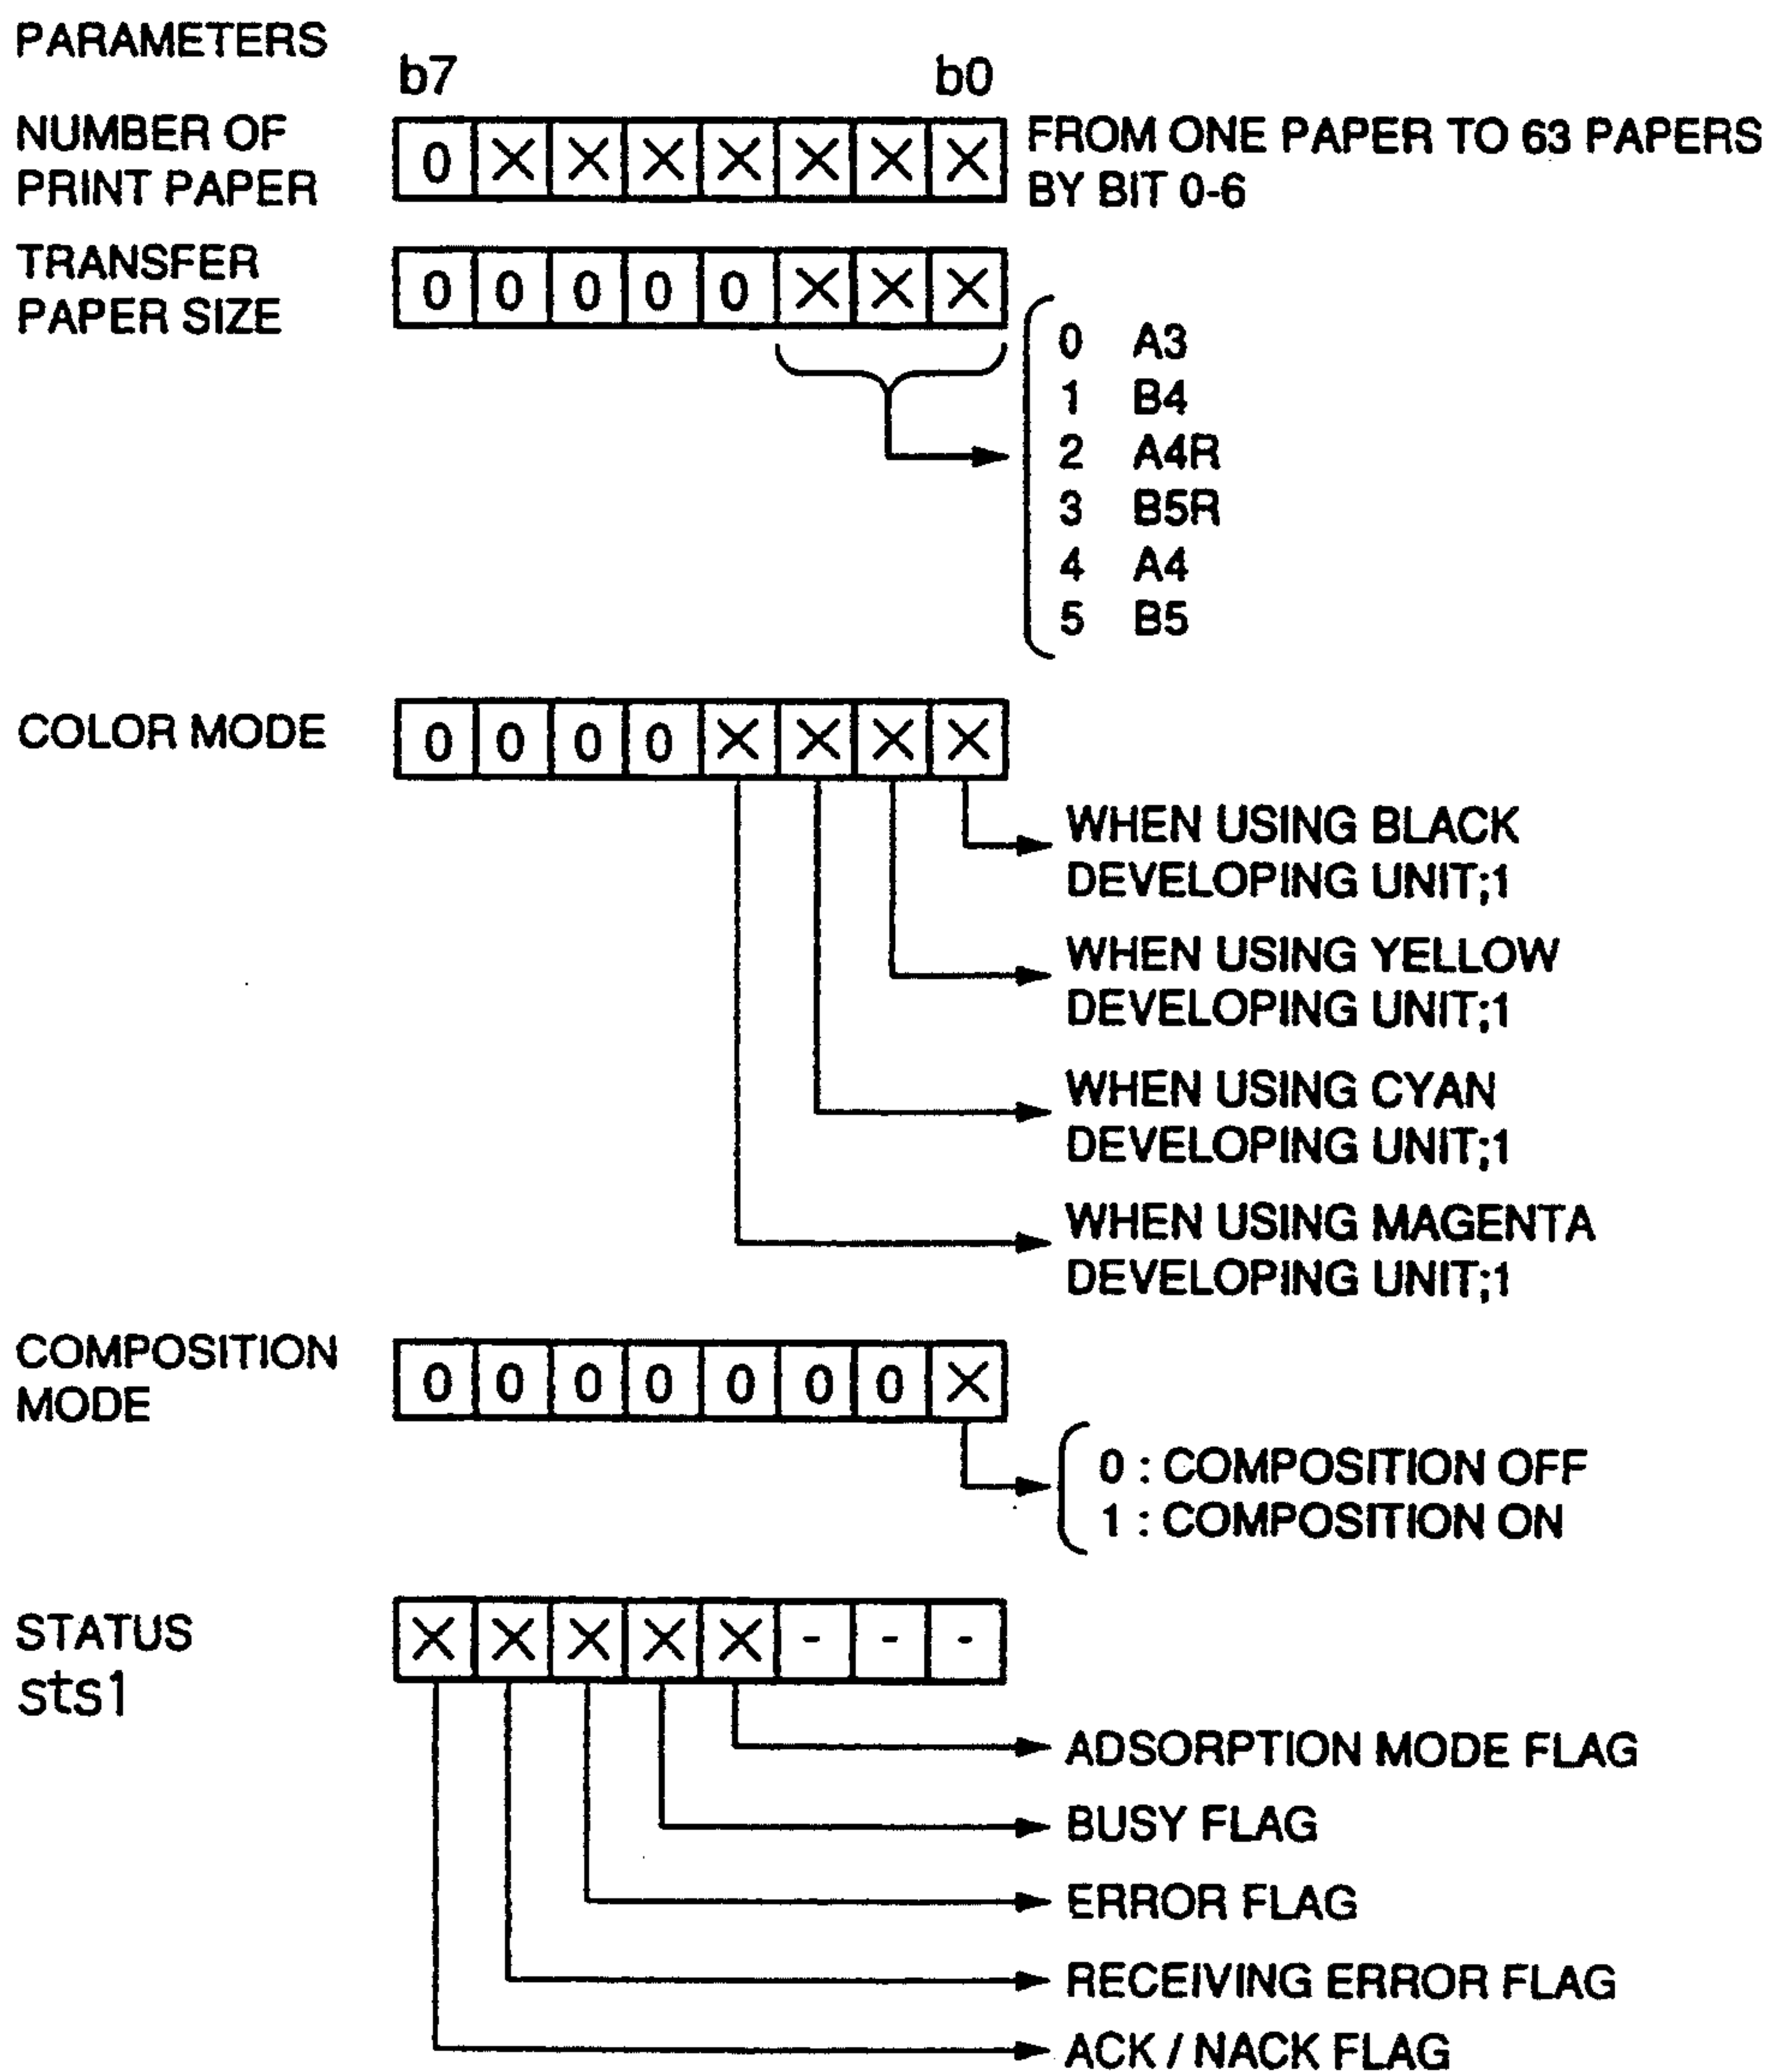 PARAMETERS
b7 b0
NUMBER OF
PRINT PAPER
0 X X X X X X X
FROM ONE PAPER TO 63 PAPERS
BY BIT 0-6
TRANSFER
PAPER SIZE
0 0 0 0 0 X X X
0 A3
1 B4
2 A4R
3 B5R
4 A4
5 B5
COLOR MODE
0 0 0 0 X X X X
WHEN USING BLACK
DEVELOPING UNIT;1
WHEN USING YELLOW
DEVELOPING UNIT;1
WHEN USING CYAN
DEVELOPING UNIT;1
WHEN USING MAGENTA
DEVELOPING UNIT;1
COMPOSITION
MODE
0 0 0 0 0 0 0 X
0 : COMPOSITION OFF
1 : COMPOSITION ON
STATUS
sts1
X X X X X - - -
ADSORPTION MODE FLAG
BUSY FLAG
ERROR FLAG
RECEIVING ERROR FLAG
ACK / NACK FLAG